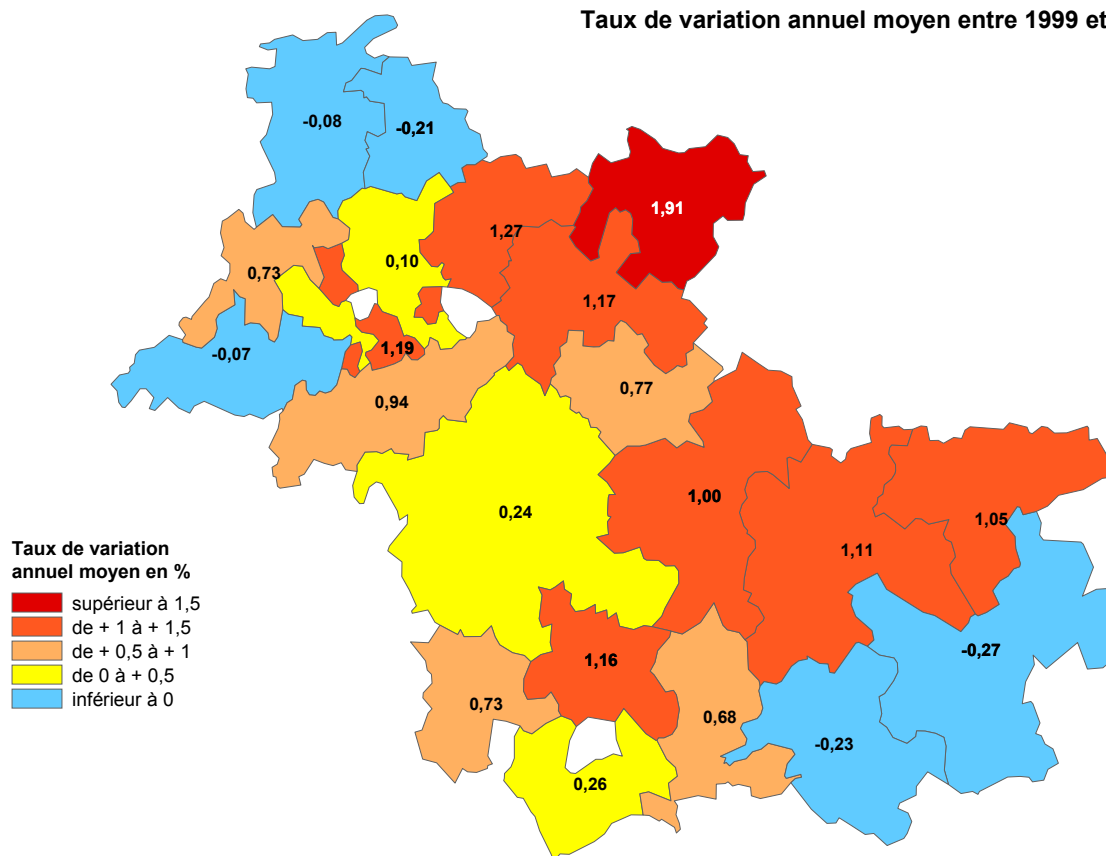 Taux de variation annuel moyen entre 1999 et
-0,08
-0,21
1,91
1,27
0,10
0,73
1,17
1,19
-0,07
0,77
0,94
1,00
0,24
1,05
1,11
Taux de variation
annuel moyen en %
supérieur à 1,5
de + 1 à + 1,5
de + 0,5 à + 1
de 0 à + 0,5
inférieur à 0
-0,27
1,16
0,73
0,68
-0,23
0,26